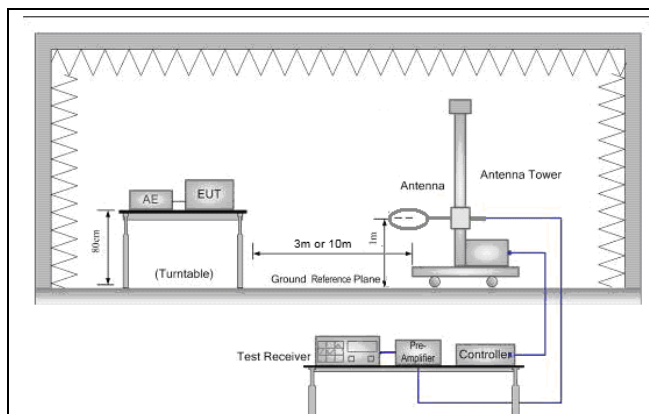 AE
EUT
Antenna
Antenna Tower
80cm
3m or 10m
1m
(Turntable)
Ground Reference Plane
Test Receiver
Pre-
Amplifier
Controller